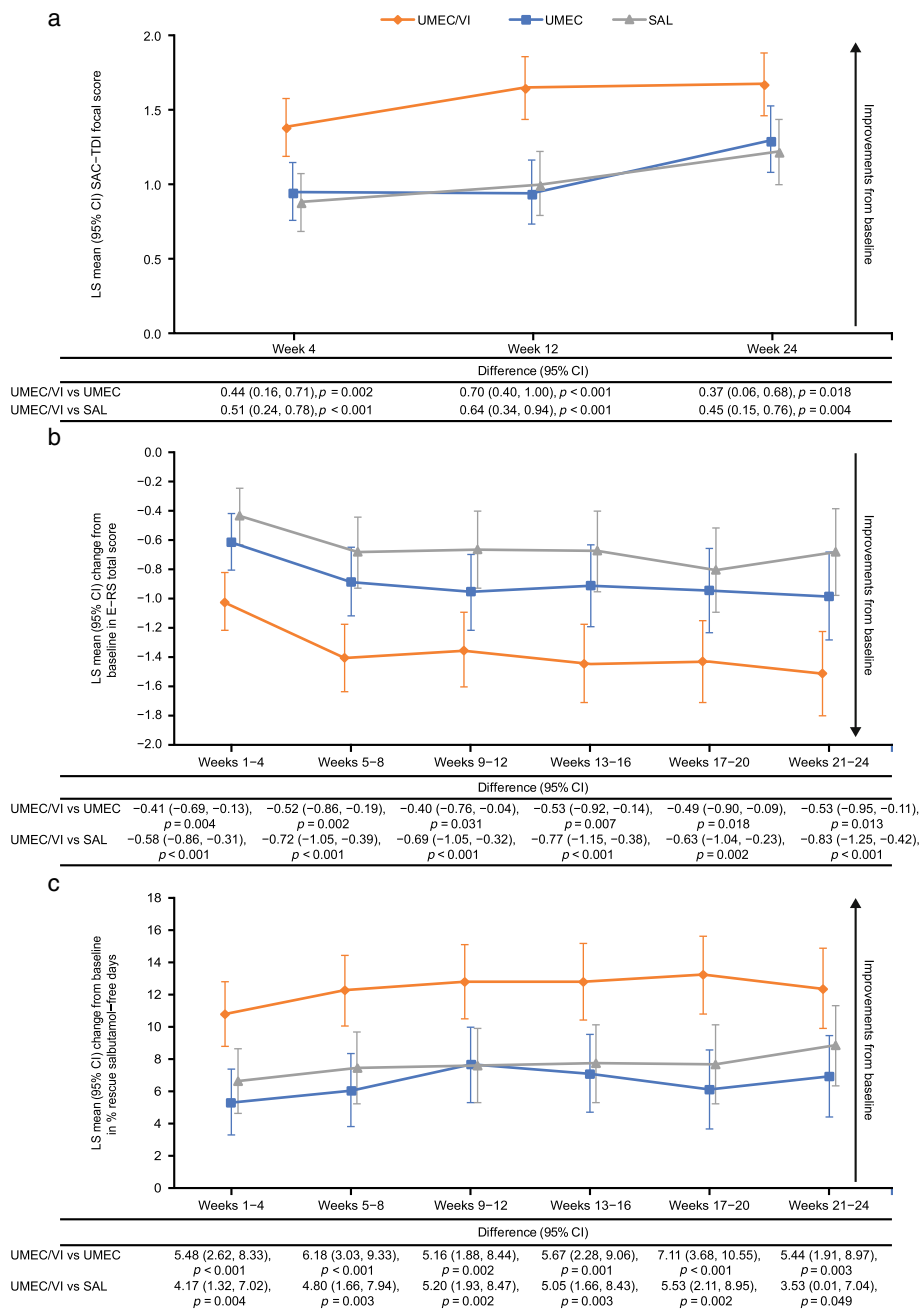 a
UMEC/VI UMEC SAL
LS mean (95% CI) SAC−TDI focal score
2.0
1.5
1.0
0.5
0.0
Improvements from baseline
Week 4 Week 12 Week 24
Difference (95% CI)
UMEC/VI vs UMEC 0.44 (0.16, 0.71), p = 0.002 0.70 (0.40, 1.00), p < 0.001 0.37 (0.06, 0.68), p = 0.018
UMEC/VI vs SAL 0.51 (0.24, 0.78), p < 0.001 0.64 (0.34, 0.94), p < 0.001 0.45 (0.15, 0.76), p = 0.004
b
LS mean (95% CI) change from
baseline in E−RS total score
0.0
−0.2
−0.4
−0.6
−0.8
−1.0
−1.2
−1.4
−1.6
−1.8
−2.0
Improvements from baseline
Weeks 1−4 Weeks 5−8 Weeks 9−12 Weeks 13−16 Weeks 17−20 Weeks 21−24
Difference (95% CI)
UMEC/VI vs UMEC −0.41 (−0.69, −0.13), −0.52 (−0.86, −0.19), −0.40 (−0.76, −0.04), −0.53 (−0.92, −0.14), −0.49 (−0.90, −0.09), −0.53 (−0.95, −0.11),
p = 0.004 p = 0.002 p = 0.031 p = 0.007 p = 0.018 p = 0.013
UMEC/VI vs SAL −0.58 (−0.86, −0.31), −0.72 (−1.05, −0.39), −0.69 (−1.05, −0.32), −0.77 (−1.15, −0.38), −0.63 (−1.04, −0.23), −0.83 (−1.25, −0.42),
p < 0.001 p < 0.001 p < 0.001 p < 0.001 p = 0.002 p < 0.001
c
LS mean (95% CI) change from baseline
in % rescue salbutamol−free days
18
16
14
12
10
8
6
4
2
0
Improvements from baseline
Weeks 1−4 Weeks 5−8 Weeks 9−12 Weeks 13−16 Weeks 17−20 Weeks 21−24
Difference (95% CI)
UMEC/VI vs UMEC 5.48 (2.62, 8.33), 6.18 (3.03, 9.33), 5.16 (1.88, 8.44), 5.67 (2.28, 9.06), 7.11 (3.68, 10.55), 5.44 (1.91, 8.97),
p < 0.001 p < 0.001 p = 0.002 p = 0.001 p < 0.001 p = 0.003
UMEC/VI vs SAL 4.17 (1.32, 7.02), 4.80 (1.66, 7.94), 5.20 (1.93, 8.47), 5.05 (1.66, 8.43), 5.53 (2.11, 8.95), 3.53 (0.01, 7.04),
p = 0.004 p = 0.003 p = 0.002 p = 0.003 p = 0.002 p = 0.049